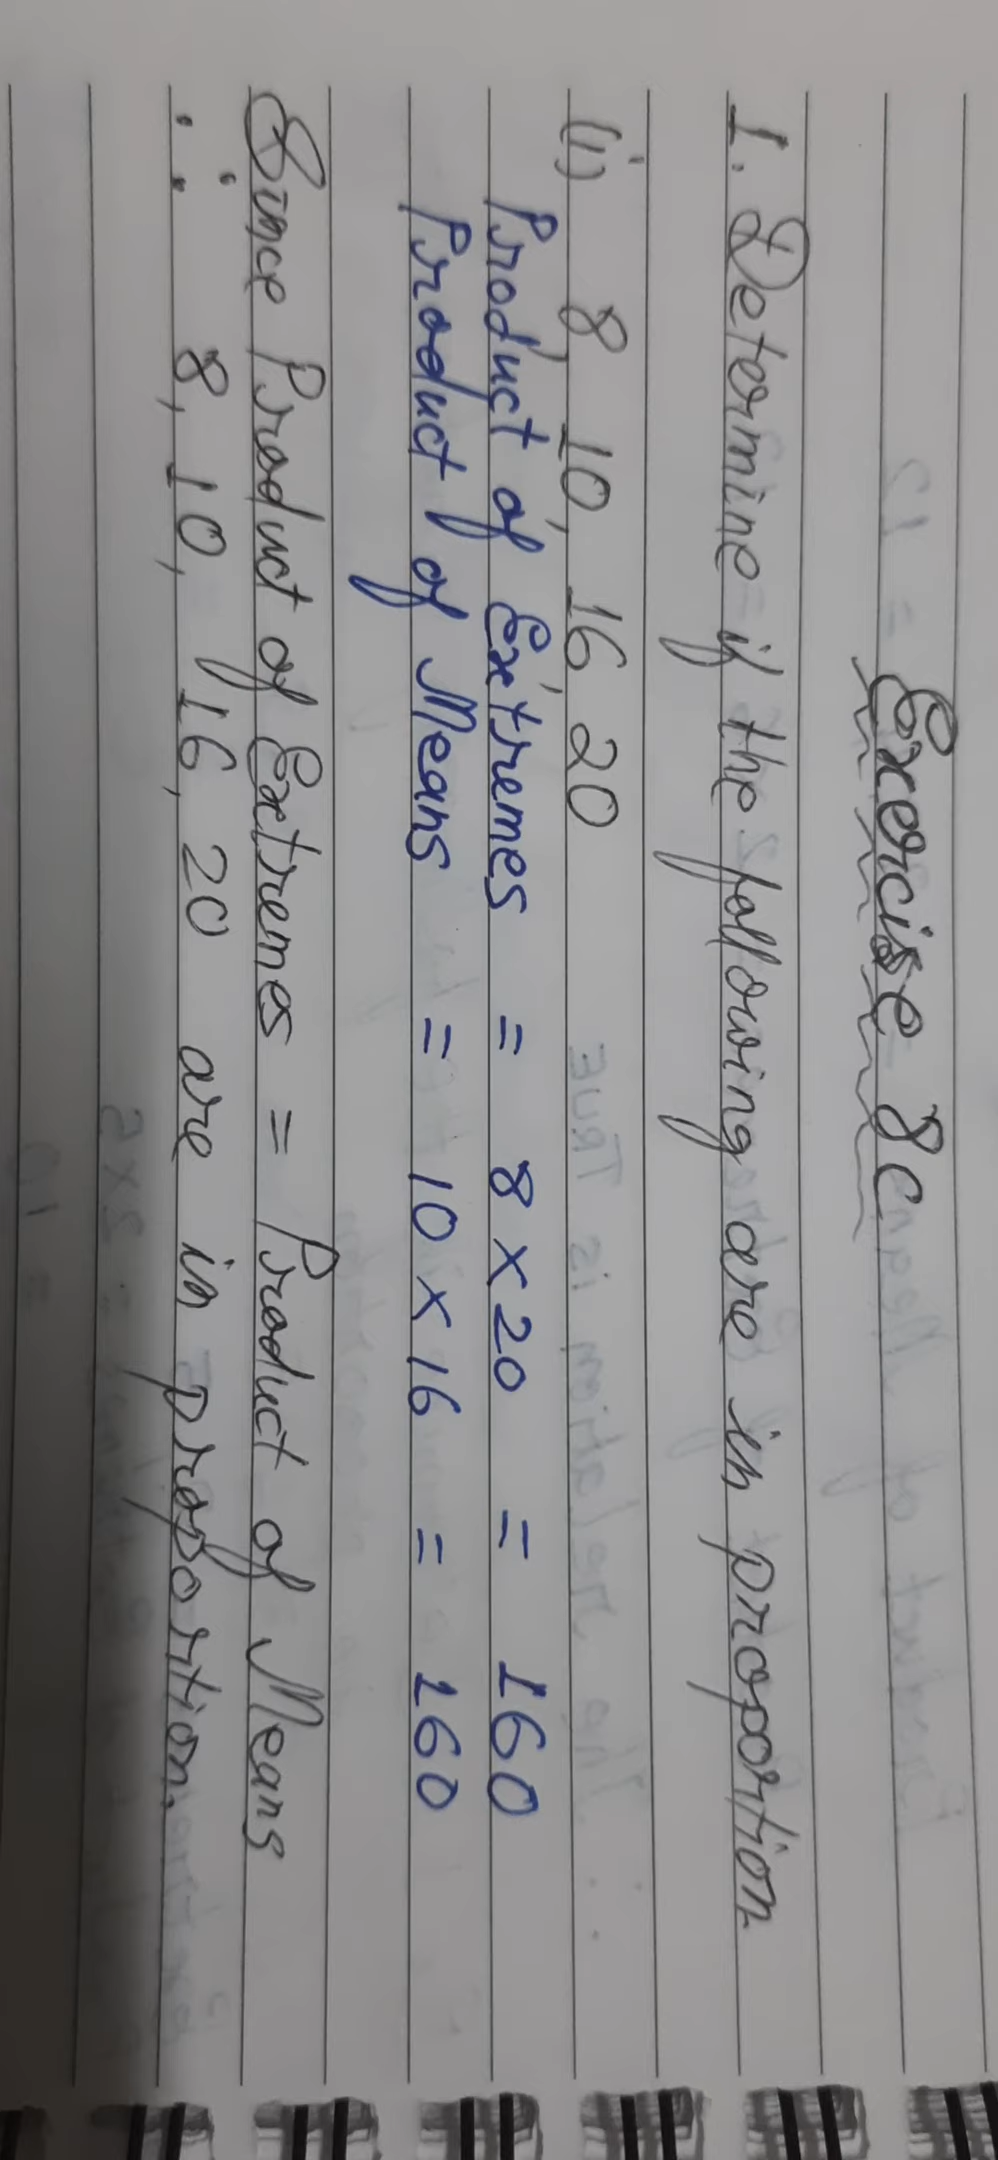 Exercise 8C
1. Determine if the following are in proportion
(i) 8, 10, 16, 20
Product of Extremes = 8 × 20 = 160
Product of Means = 10 × 16 = 160
Since Product of Extremes = Product of Means
∴ 8, 10, 16, 20 are in proportion.